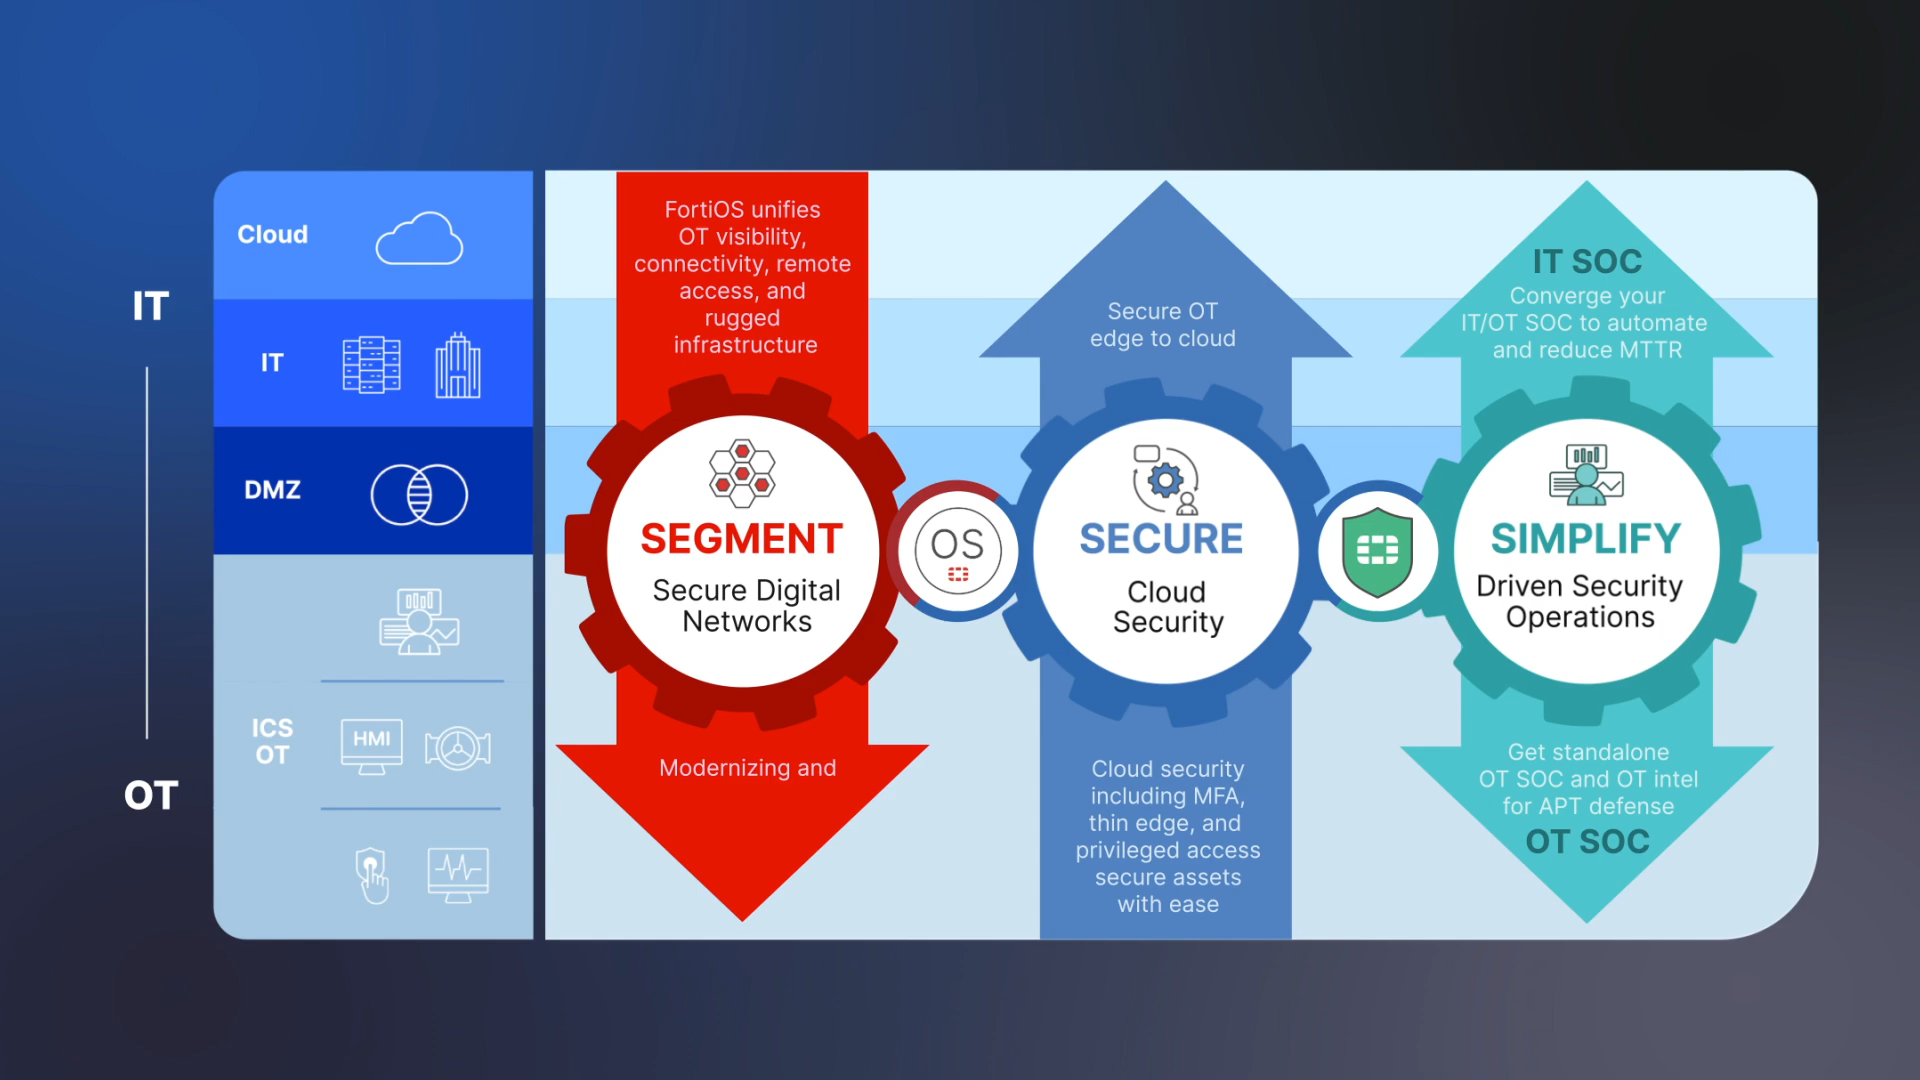 IT
OT
Cloud
IT
DMZ
ICS
OT
HMI
FortiOS unifies
OT visibility,
connectivity, remote
access, and
rugged
infrastructure
SEGMENT
Secure Digital
Networks
Modernizing and
OS
Secure OT
edge to cloud
SECURE
Cloud
Security
Cloud security
including MFA,
thin edge, and
privileged access
secure assets
with ease
IT SOC
Converge your
IT/OT SOC to automate
and reduce MTTR
SIMPLIFY
Driven Security
Operations
Get standalone
OT SOC and OT intel
for APT defense
OT SOC